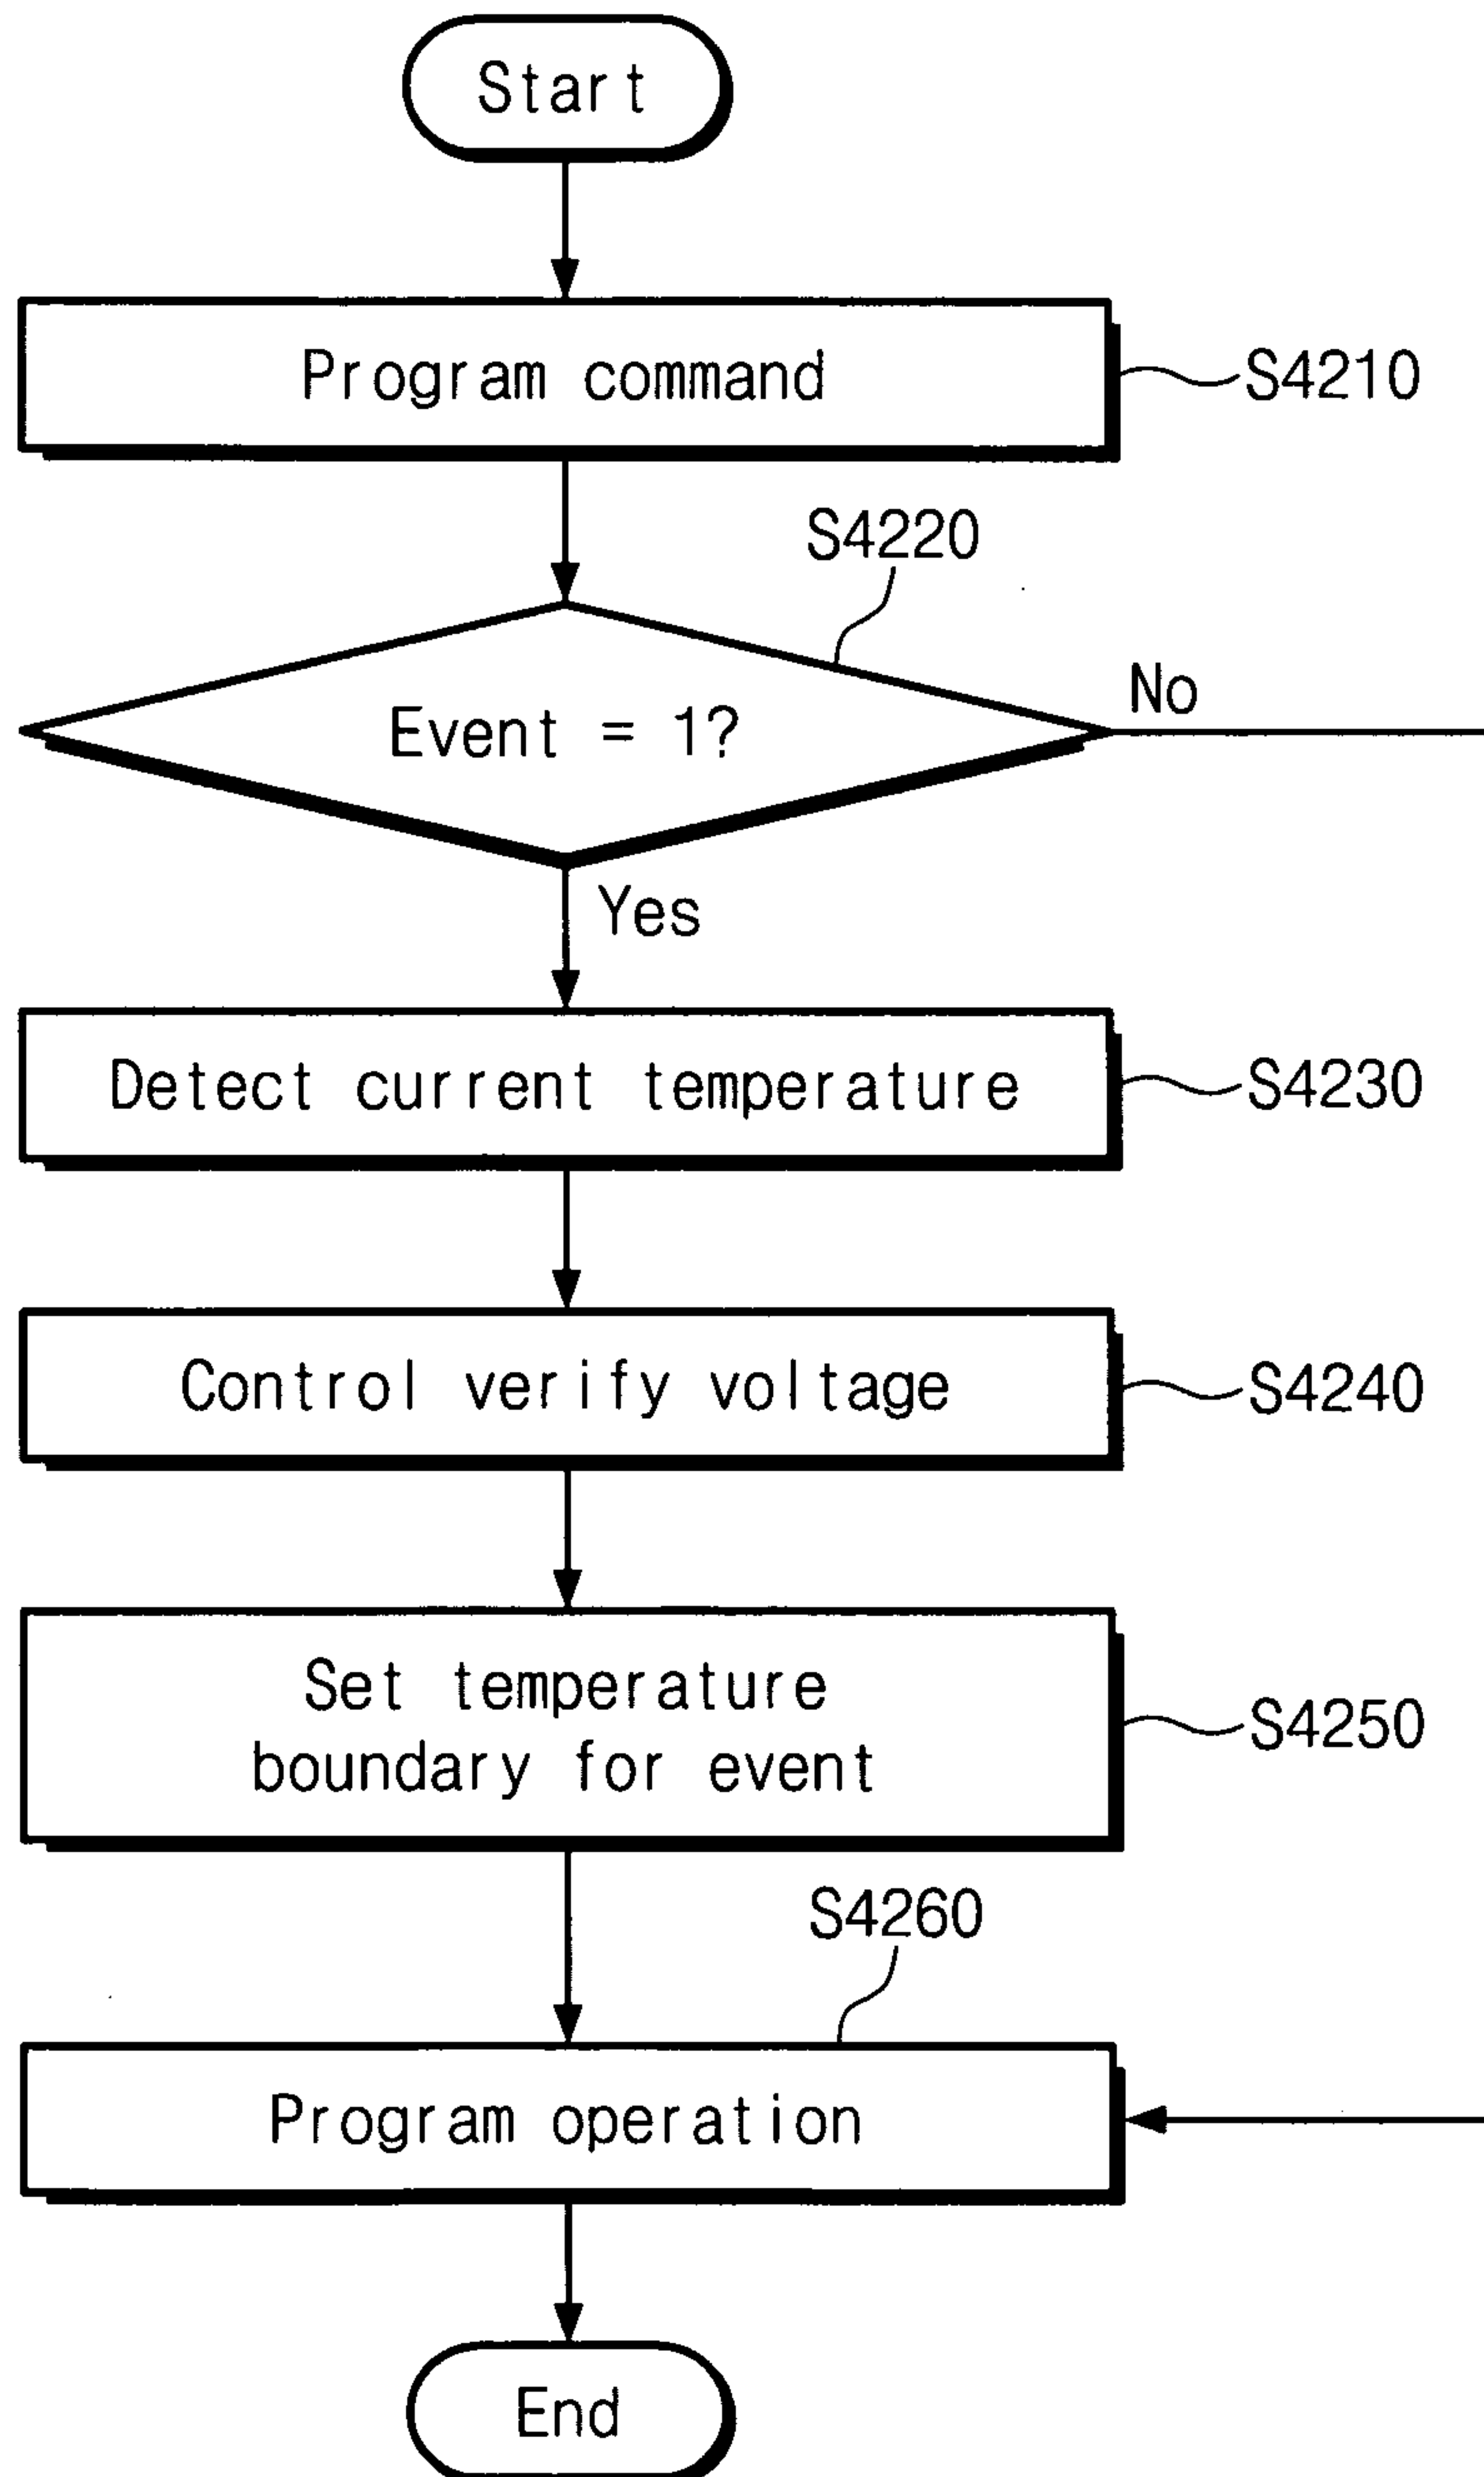 Start
Program command
S4210
S4220
Event = 1?
No
Yes
Detect current temperature
S4230
Control verify voltage
S4240
Set temperature
boundary for event
S4250
S4260
Program operation
End